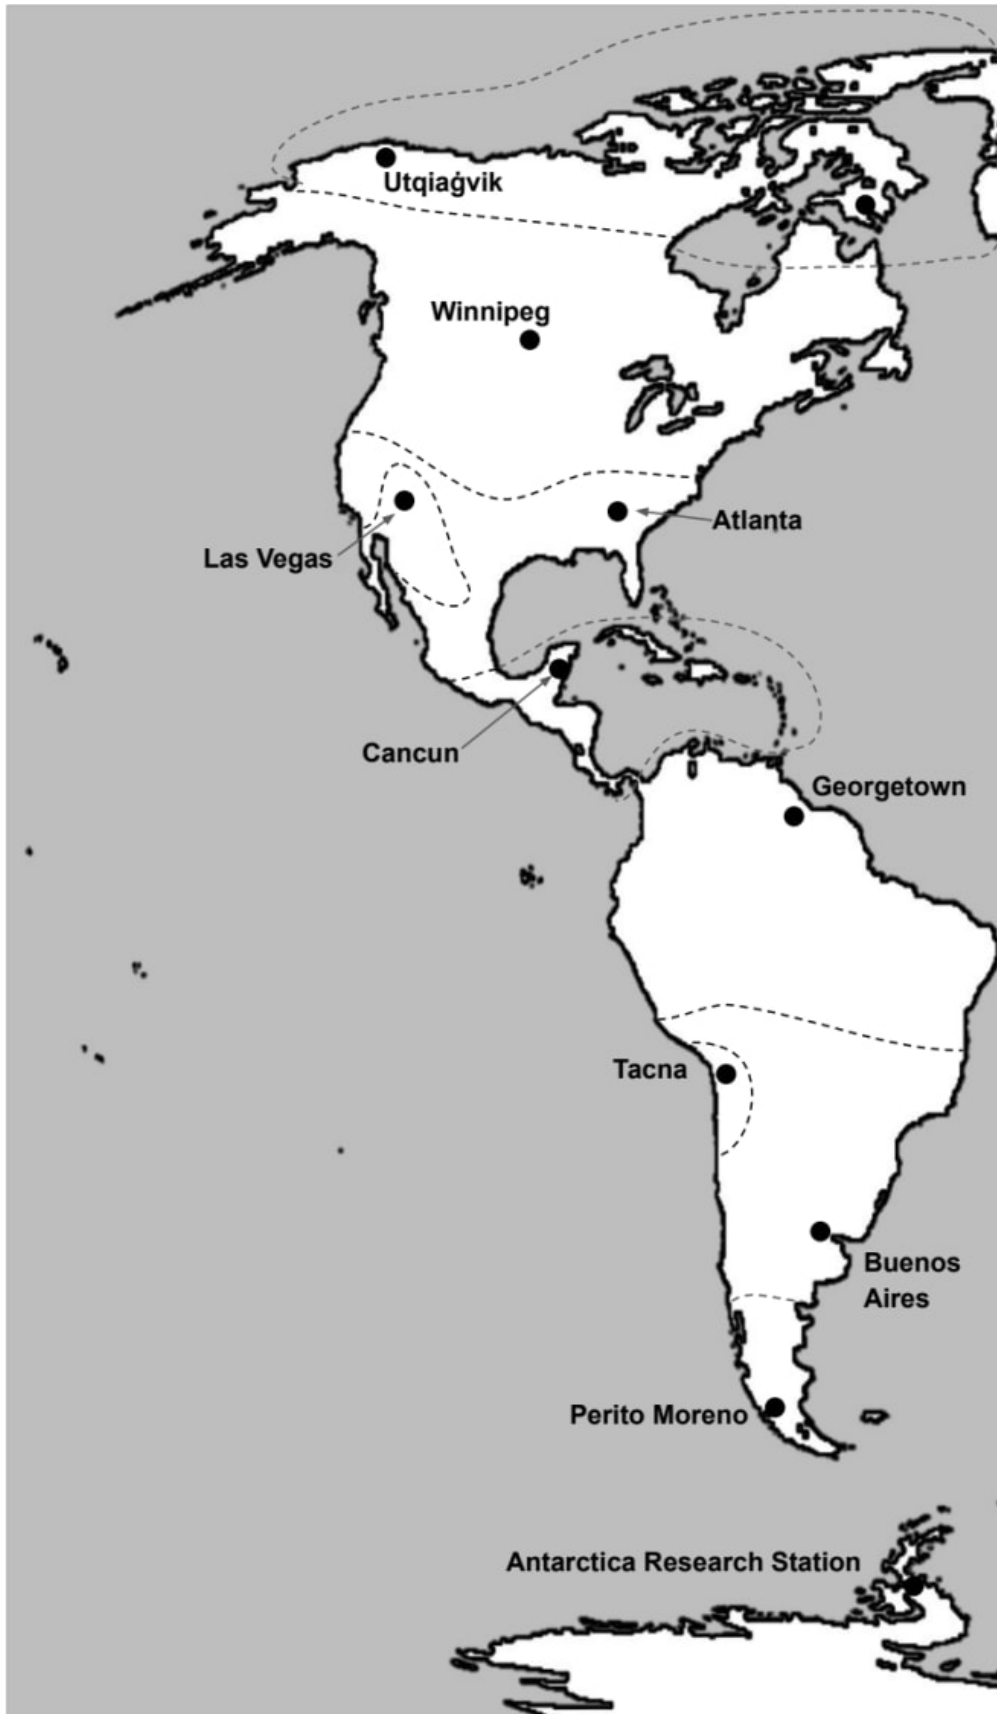 Utqiaġvik
Winnipeg
Atlanta
Las Vegas
Cancun
Georgetown
Tacna
Buenos
Aires
Perito Moreno
Antarctica Research Station